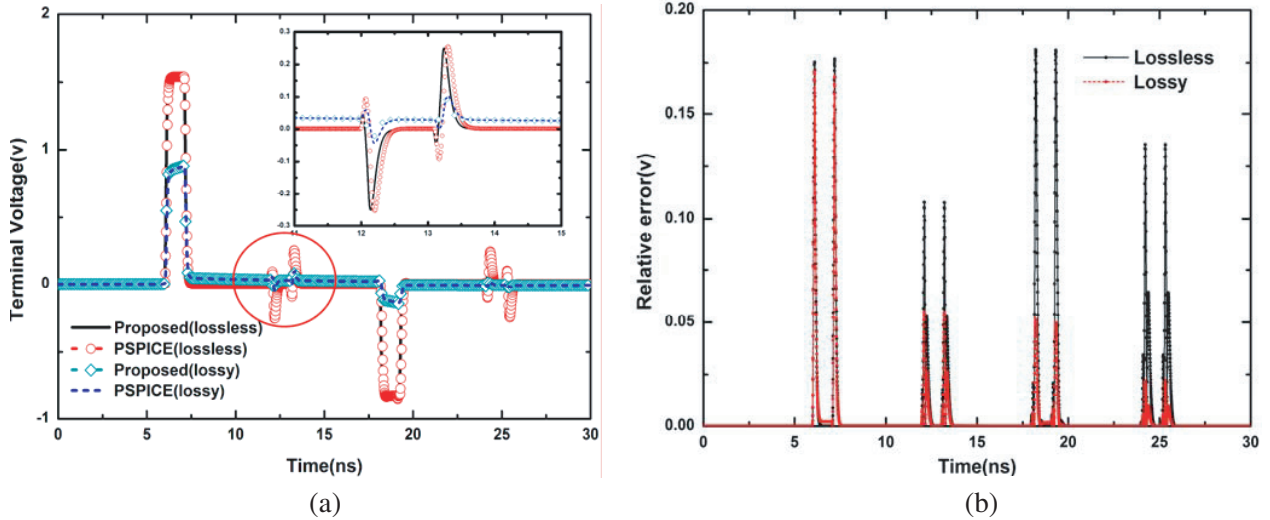 2
1
0
-1
Terminal Voltage(v)
0.3
0.2
0.1
0.0
-0.1
-0.2
-0.3
11
12
13
14
15
Proposed(lossless)
PSPICE(lossless)
Proposed(lossy)
PSPICE(lossy)
0
5
10
15
20
25
30
Time(ns)
(a)
0.20
0.15
0.10
0.05
0.00
Relative error(v)
Lossless
Lossy
0
5
10
15
20
25
30
Time(ns)
(b)